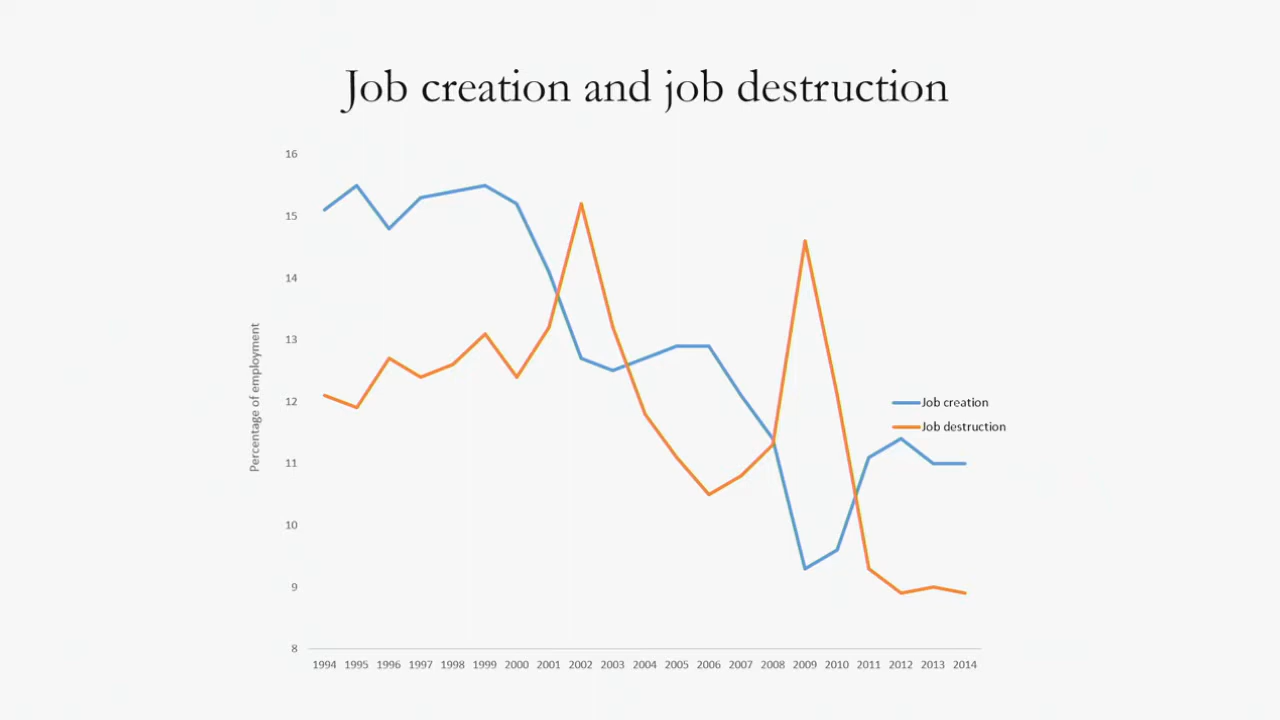 Job creation and job destruction
16
15
14
13
12
11
10
9
8
Percentage of employment
Job creation
Job destruction
1994 1995 1996 1997 1998 1999 2000 2001 2002 2003 2004 2005 2006 2007 2008 2009 2010 2011 2012 2013 2014